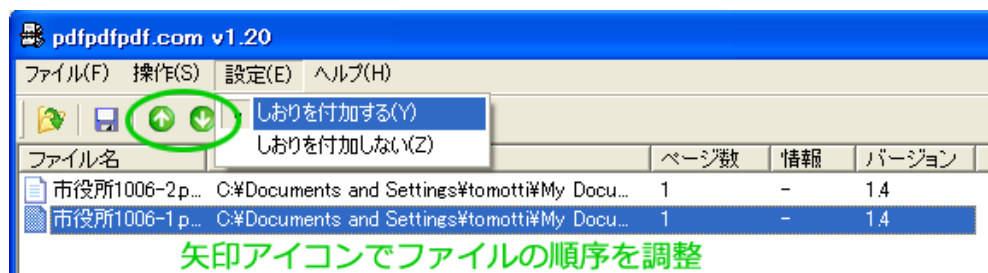 pdfpdfpdf.com v1.20
ファイル(F) 操作(S) 設定(E) ヘルプ(H)
しおりを付加する(Y)
しおりを付加しない(Z)
ファイル名 ページ数 情報 バージョン
市役所1006-2.p... C:¥Documents and Settings¥tomotti¥My Docu... 1 - 1.4
市役所1006-1.p... C:¥Documents and Settings¥tomotti¥My Docu... 1 - 1.4
矢印アイコンでファイルの順序を調整